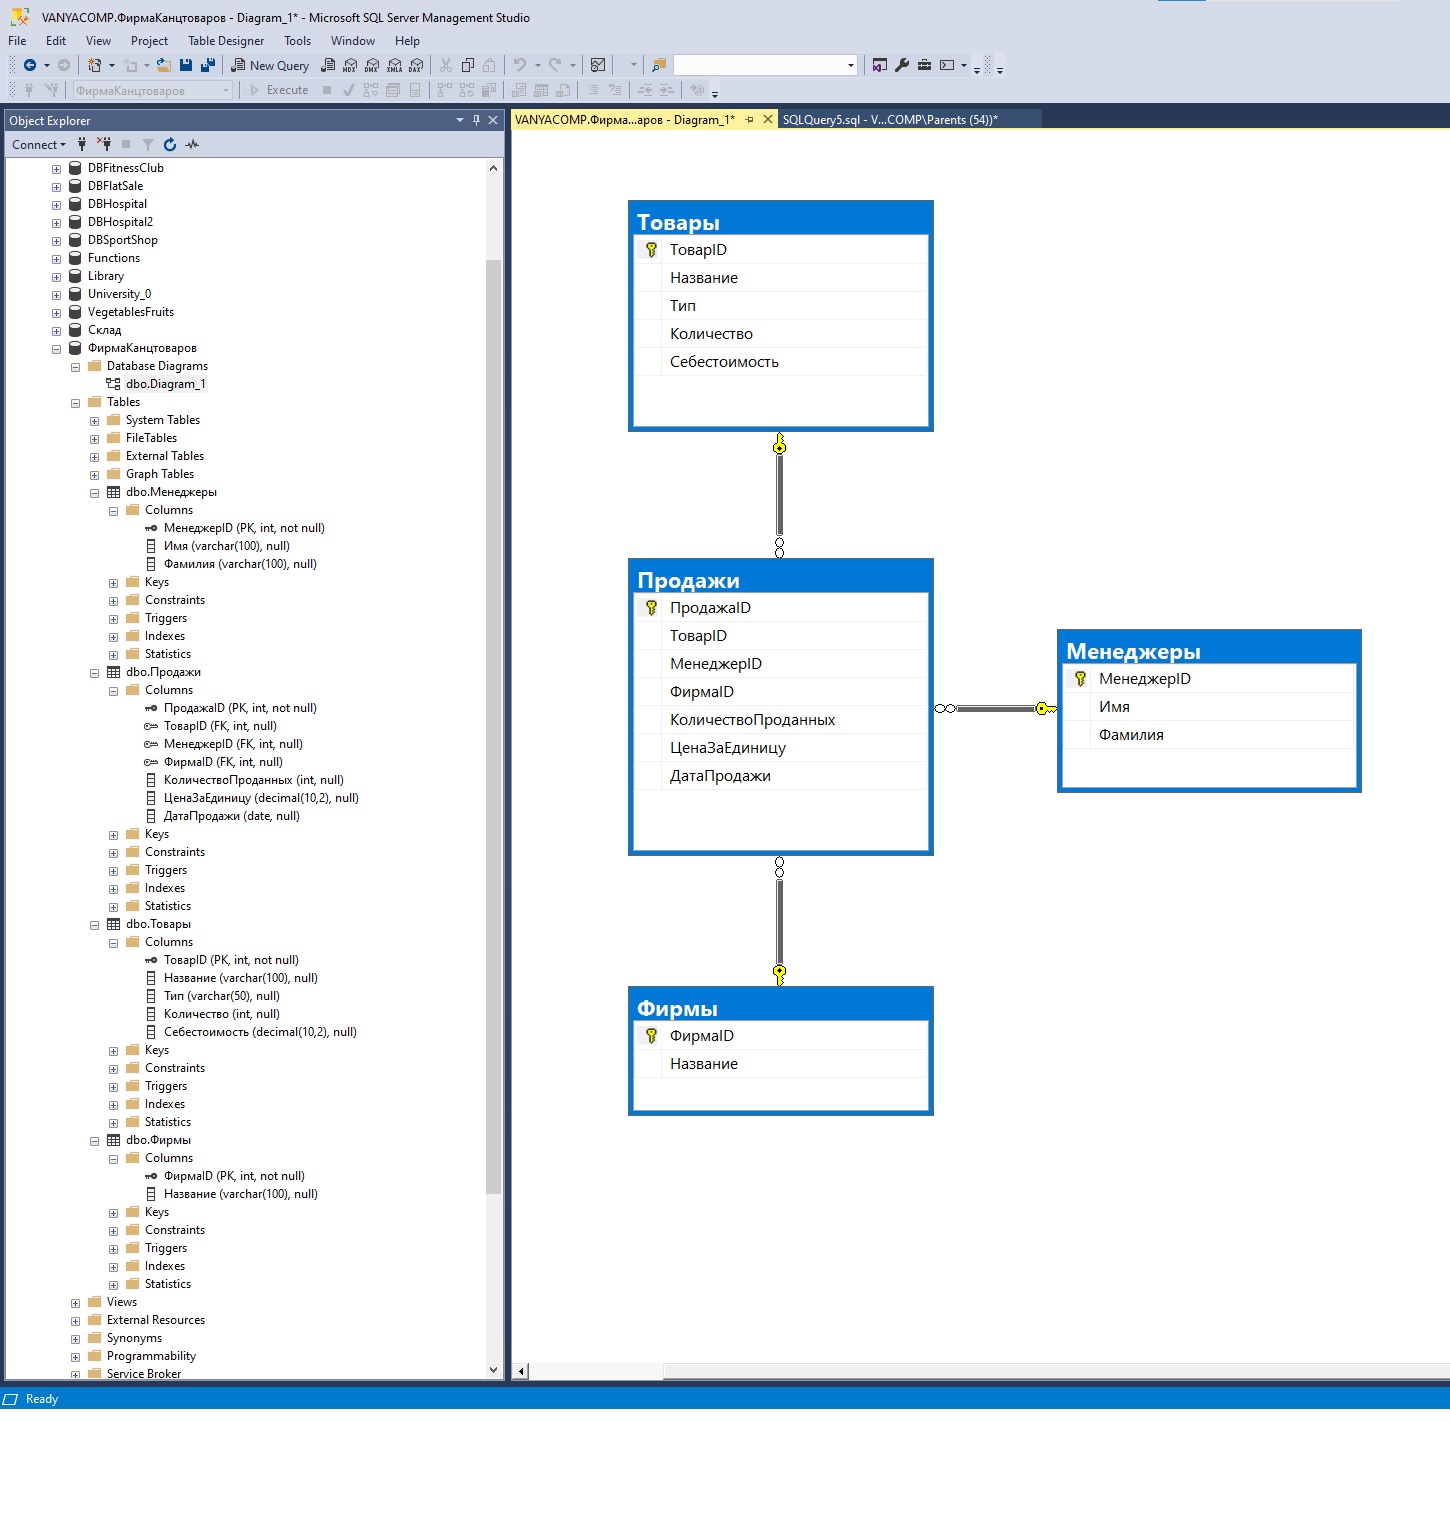 VANYACOMP.ФирмаКанцтоваров - Diagram_1* - Microsoft SQL Server Management Studio
File Edit View Project Table Designer Tools Window Help
New Query MDX DMX XMLA DAX
ФирмаКанцтоваров Execute
Object Explorer
Connect
DBFitnessClub
DBFlatSale
DBHospital
DBHospital2
DBSportShop
Functions
Library
University_0
VegetablesFruits
Склад
ФирмаКанцтоваров
Database Diagrams
dbo.Diagram_1
Tables
System Tables
FileTables
External Tables
Graph Tables
dbo.Менеджеры
Columns
МенеджерID (PK, int, not null)
Имя (varchar(100), null)
Фамилия (varchar(100), null)
Keys
Constraints
Triggers
Indexes
Statistics
dbo.Продажи
Columns
ПродажаID (PK, int, not null)
ТоварID (FK, int, null)
МенеджерID (FK, int, null)
ФирмаID (FK, int, null)
КоличествоПроданных (int, null)
ЦенаЗаЕдиницу (decimal(10,2), null)
ДатаПродажи (date, null)
Keys
Constraints
Triggers
Indexes
Statistics
dbo.Товары
Columns
ТоварID (PK, int, not null)
Название (varchar(100), null)
Тип (varchar(50), null)
Количество (int, null)
Себестоимость (decimal(10,2), null)
Keys
Constraints
Triggers
Indexes
Statistics
dbo.Фирмы
Columns
ФирмаID (PK, int, not null)
Название (varchar(100), null)
Keys
Constraints
Triggers
Indexes
Statistics
Views
External Resources
Synonyms
Programmability
Service Broker
VANYACOMP.Фирма...аров - Diagram_1* SQLQuery5.sql - V...COMP\Parents (54))*
Товары
ТоварID
Название
Тип
Количество
Себестоимость
Продажи
ПродажаID
ТоварID
МенеджерID
ФирмаID
КоличествоПроданных
ЦенаЗаЕдиницу
ДатаПродажи
Менеджеры
МенеджерID
Имя
Фамилия
Фирмы
ФирмаID
Название
Ready